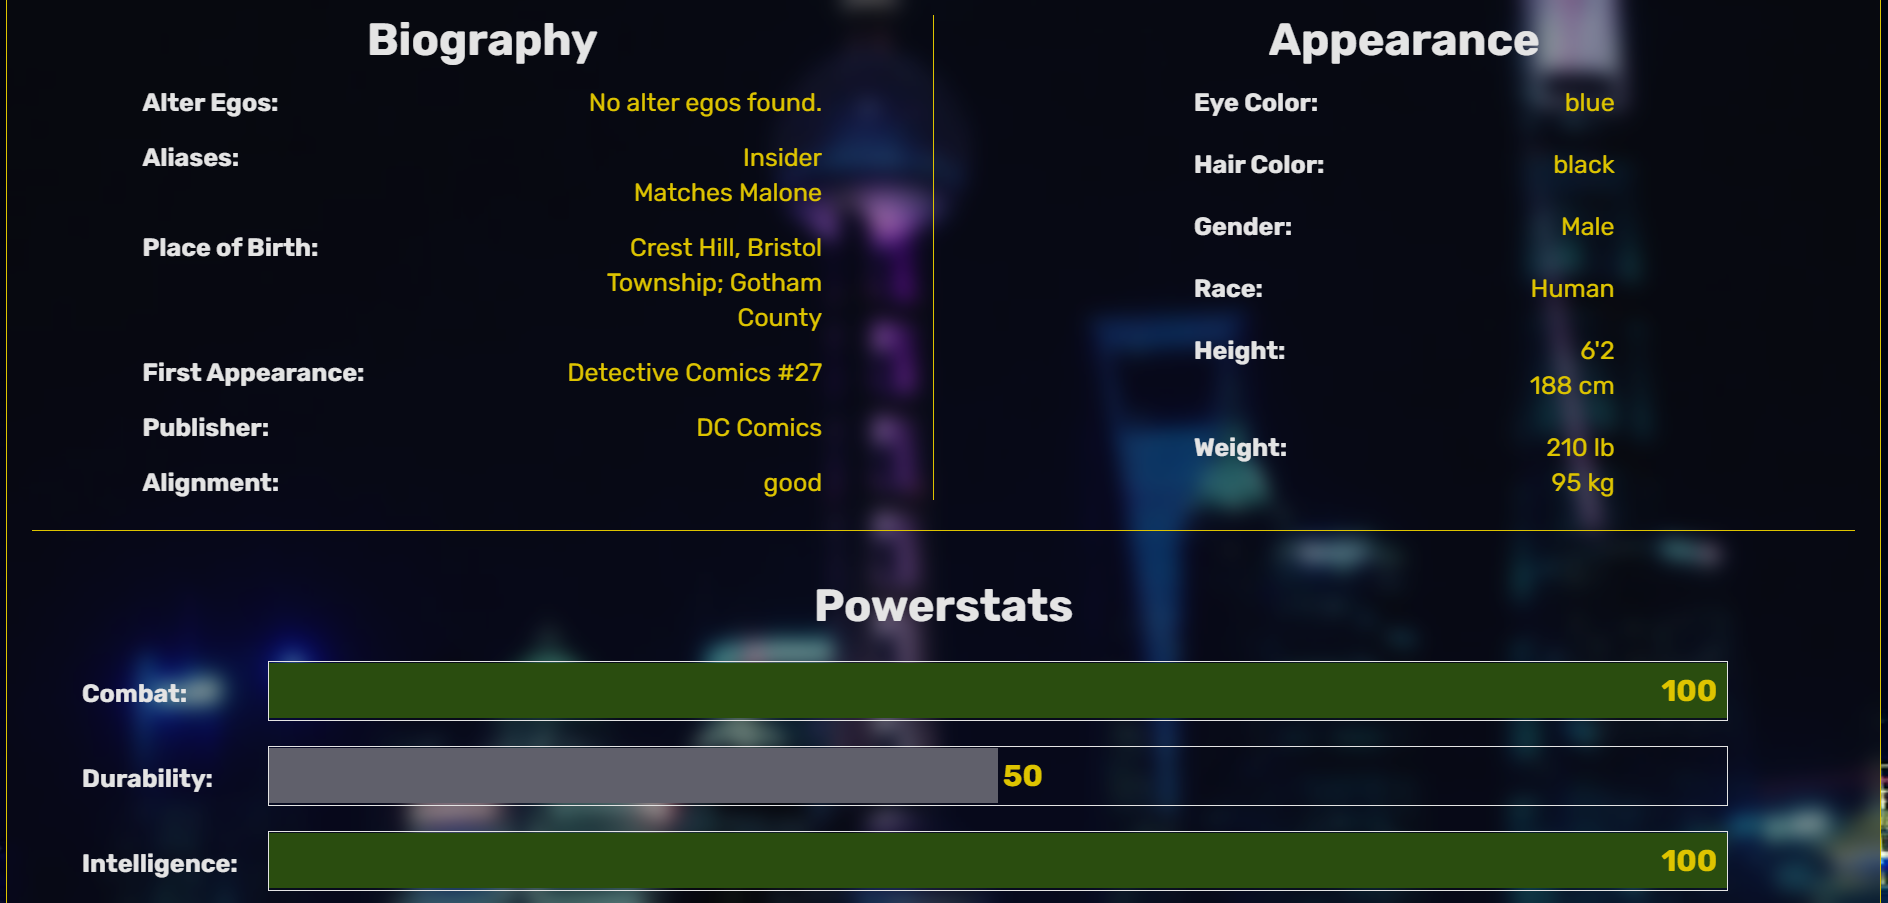 Biography
Alter Egos: No alter egos found.
Aliases: Insider
Matches Malone
Place of Birth: Crest Hill, Bristol
Township; Gotham
County
First Appearance: Detective Comics #27
Publisher: DC Comics
Alignment: good
Appearance
Eye Color: blue
Hair Color: black
Gender: Male
Race: Human
Height: 6'2
188 cm
Weight: 210 lb
95 kg
Powerstats
Combat: 100
Durability: 50
Intelligence: 100